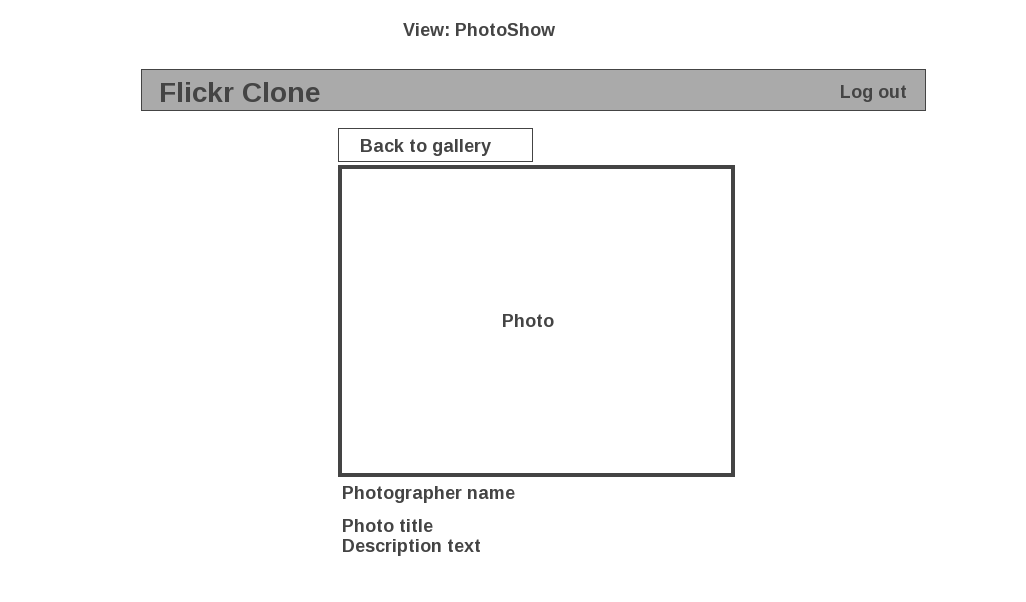 View: PhotoShow
Flickr Clone
Log out
Back to gallery
Photo
Photographer name
Photo title
Description text